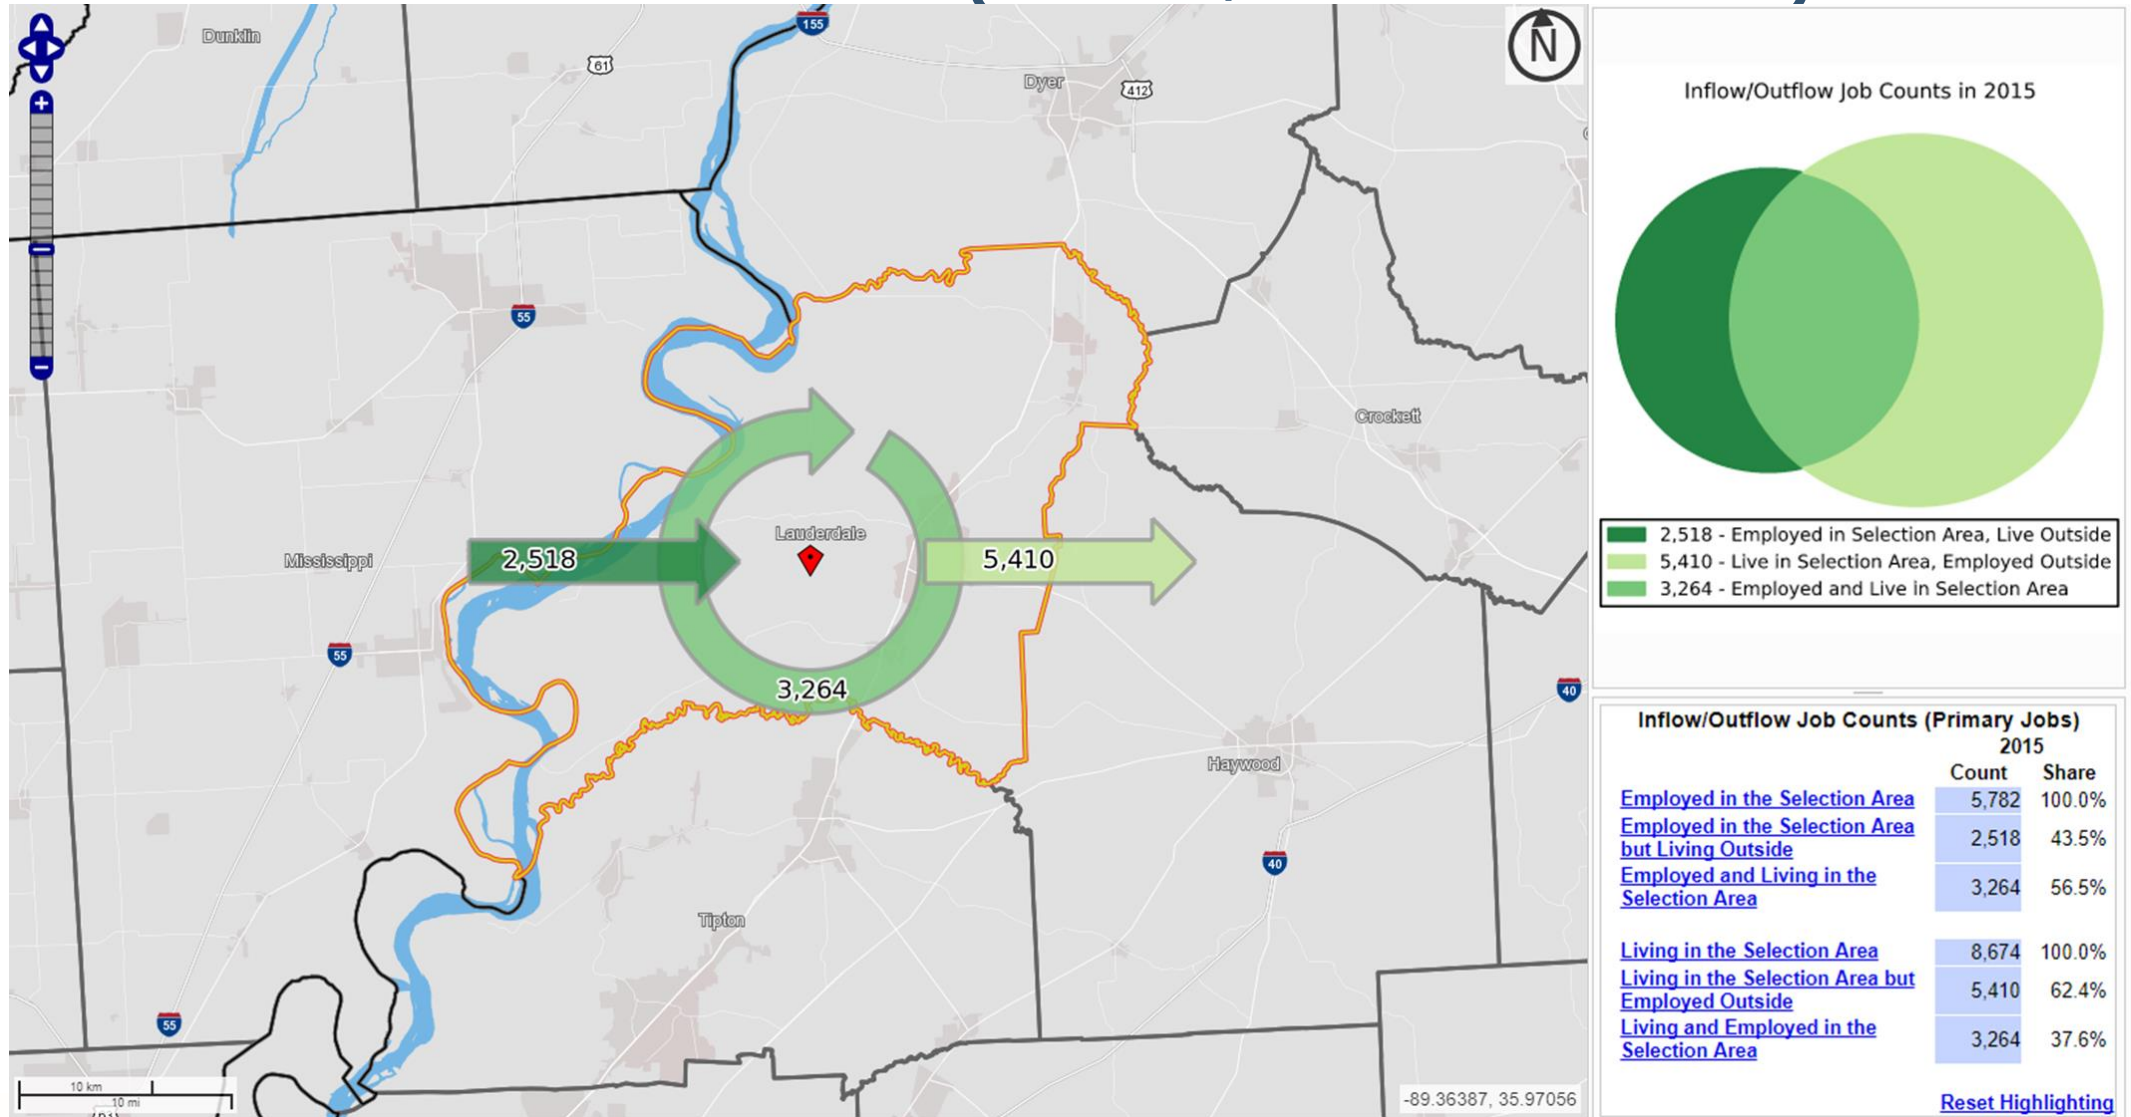 155
Dunklin
61
N
Dyer
412
55
Crockett
Lauderdale
2,518
5,410
Mississippi
55
3,264
40
Haywood
40
Tipton
55
10 km
10 mi
-89.36387, 35.97056
Inflow/Outflow Job Counts in 2015
2,518 - Employed in Selection Area, Live Outside
5,410 - Live in Selection Area, Employed Outside
3,264 - Employed and Live in Selection Area
Inflow/Outflow Job Counts (Primary Jobs)
2015
Count Share
Employed in the Selection Area 5,782 100.0%
Employed in the Selection Area
but Living Outside 2,518 43.5%
Employed and Living in the
Selection Area 3,264 56.5%
Living in the Selection Area 8,674 100.0%
Living in the Selection Area but
Employed Outside 5,410 62.4%
Living and Employed in the
Selection Area 3,264 37.6%
Reset Highlighting